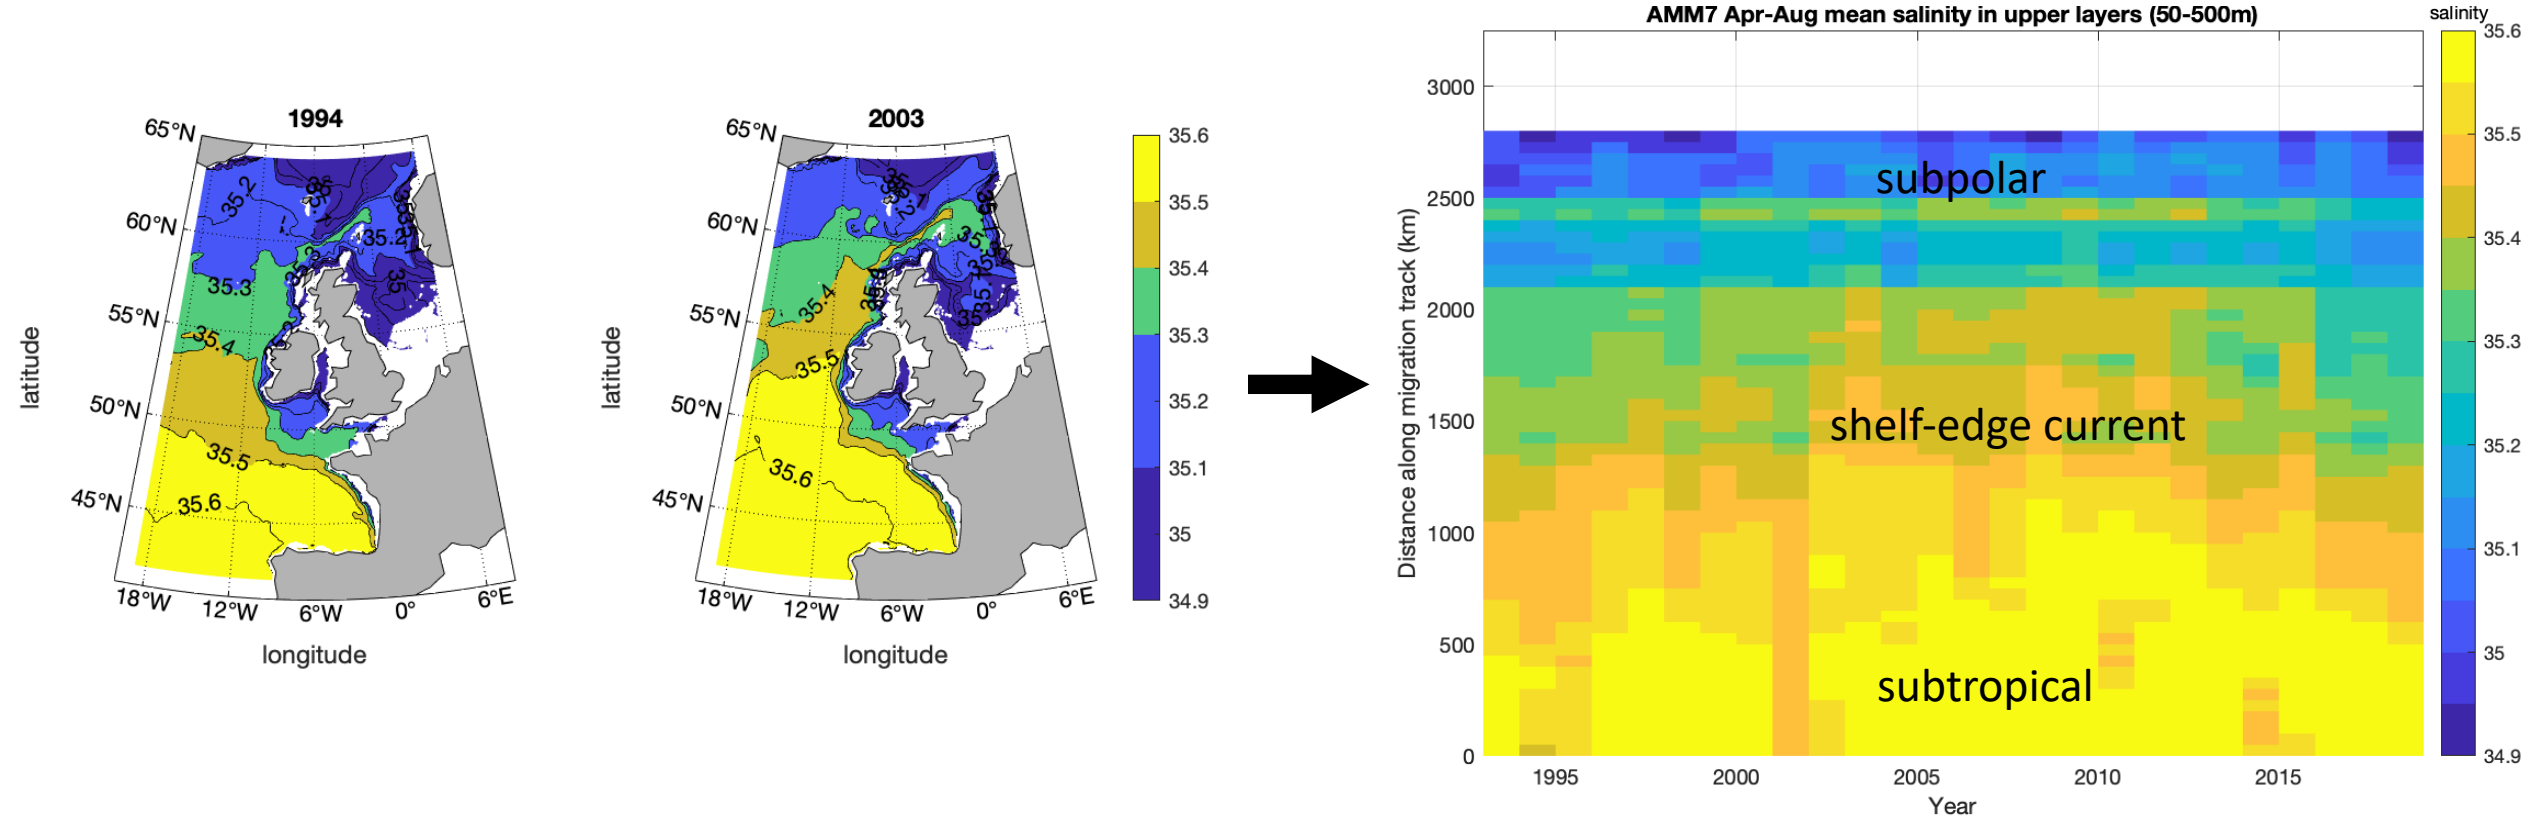 1994
65°N
60°N
55°N
50°N
45°N
18°W
12°W
6°W
0°
6°E
longitude
latitude
35.2
35.2
35.3
35.3
35.4
35.5
35.6
35
2003
65°N
60°N
55°N
50°N
45°N
18°W
12°W
6°W
0°
6°E
longitude
latitude
35.4
35.5
35.6
35.6
35.5
35.4
35.3
35.2
35.1
35
34.9
AMM7 Apr-Aug mean salinity in upper layers (50-500m)
salinity
3000
2500
2000
1500
1000
500
0
Distance along migration track (km)
subpolar
shelf-edge current
subtropical
1995
2000
2005
2010
2015
Year
35.6
35.5
35.4
35.3
35.2
35.1
35
34.9